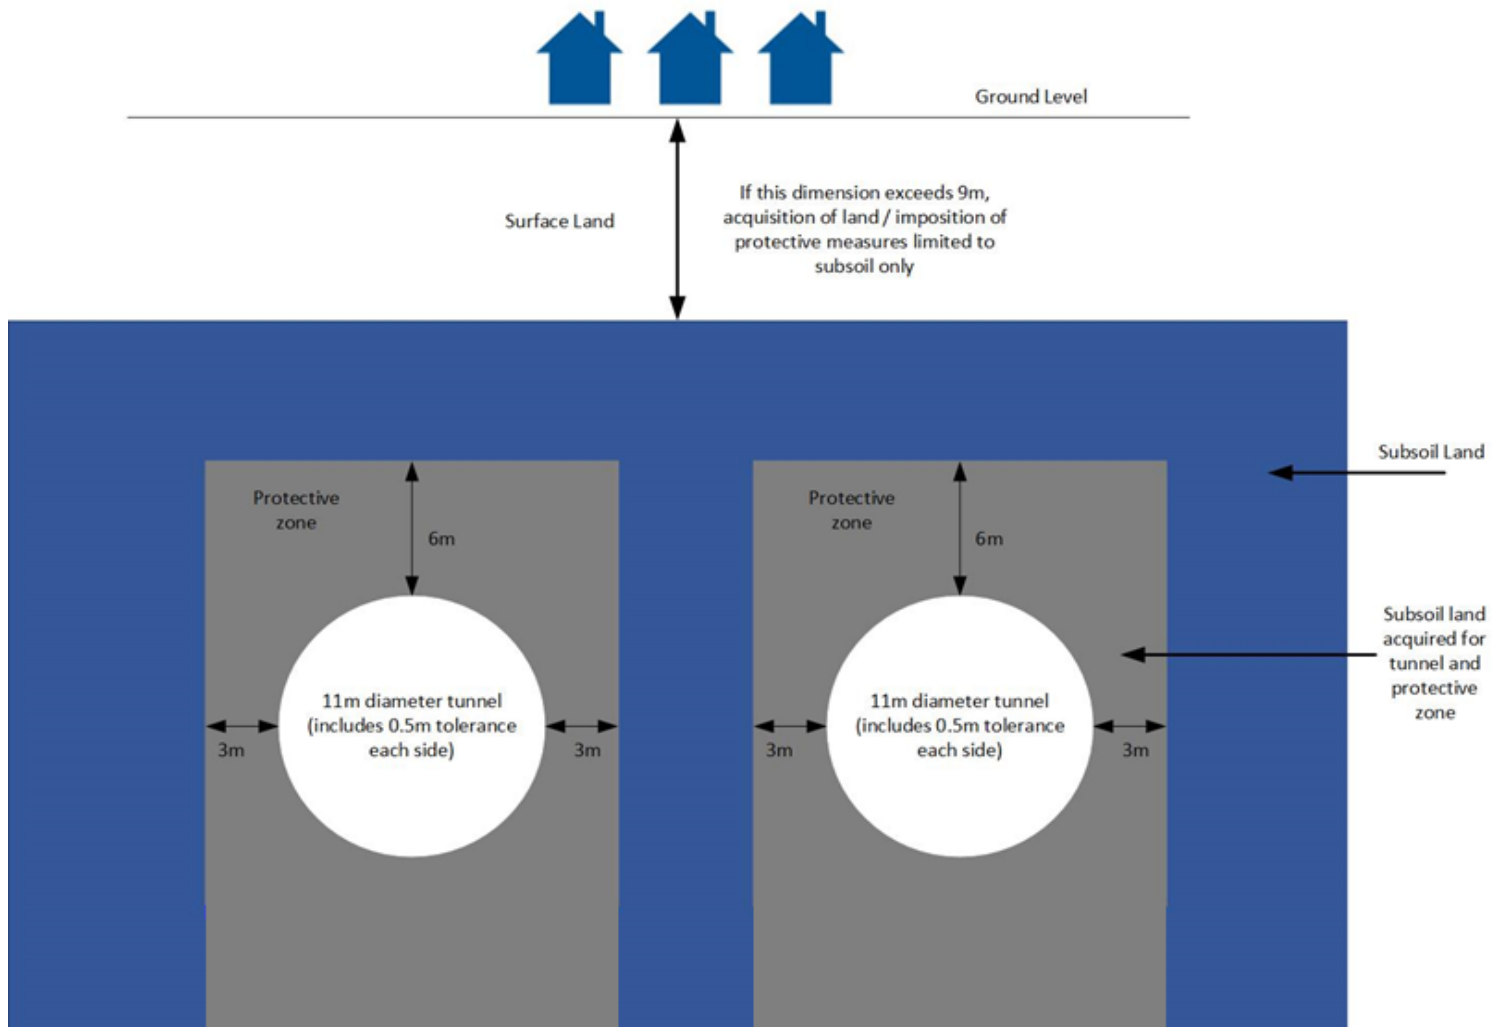 Ground Level
Surface Land
If this dimension exceeds 9m,
acquisition of land / imposition of
protective measures limited to
subsoil only
Subsoil Land
Protective
zone
6m
Protective
zone
6m
Subsoil land
acquired for
tunnel and
protective
zone
11m diameter tunnel
(includes 0.5m tolerance
each side)
3m
3m
11m diameter tunnel
(includes 0.5m tolerance
each side)
3m
3m